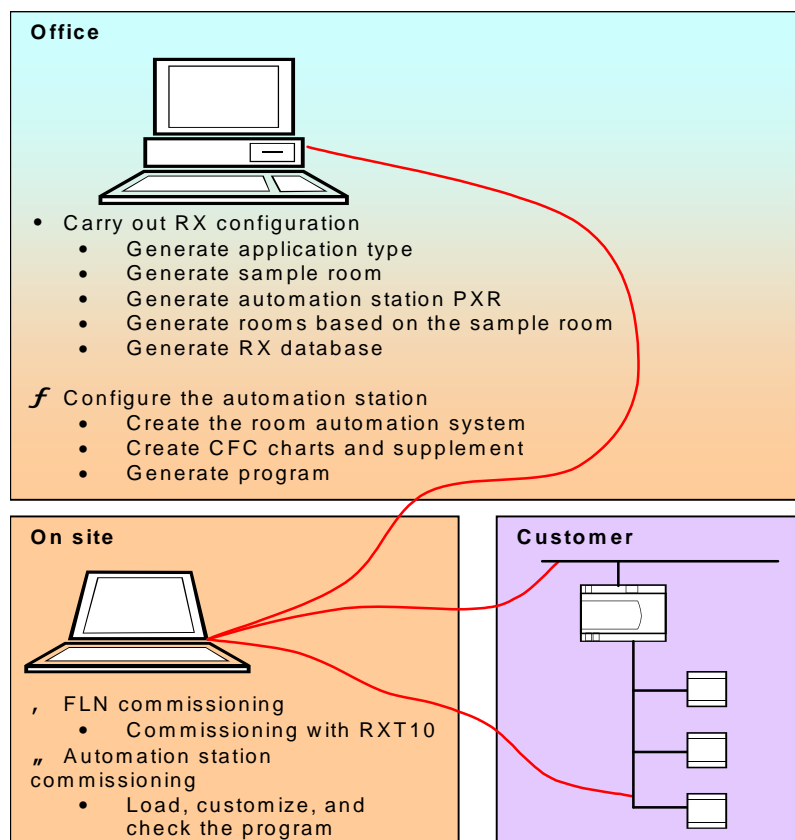 Office
• Carry out RX configuration
• Generate application type
• Generate sample room
• Generate automation station PXR
• Generate rooms based on the sample room
• Generate RX database
ƒ Configure the automation station
• Create the room automation system
• Create CFC charts and supplement
• Generate program
On site
‚ FLN commissioning
• Commissioning with RXT10
„ Automation station
commissioning
• Load, customize, and
check the program
Customer